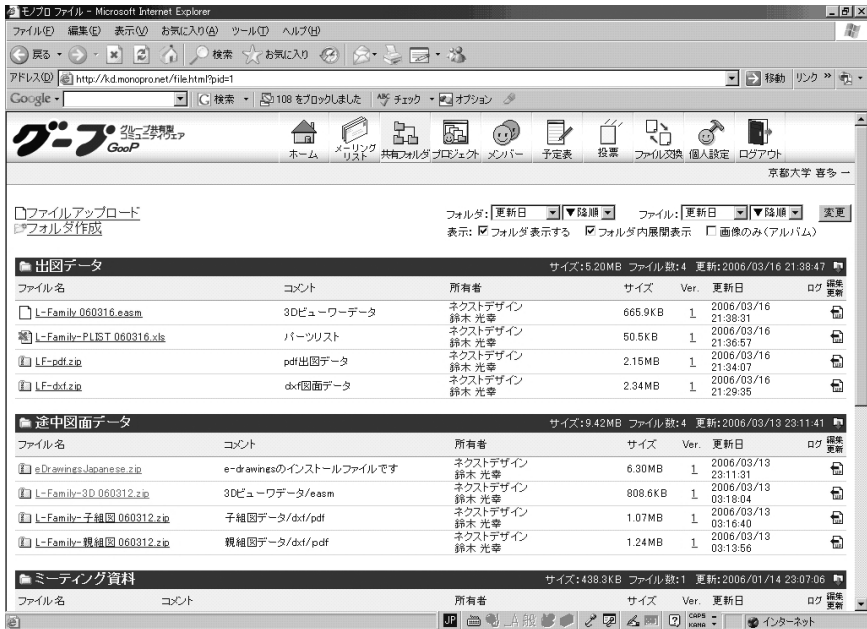 モノプロ ファイル - Microsoft Internet Explorer
ファイル(F) 編集(E) 表示(V) お気に入り(A) ツール(T) ヘルプ(H)
戻る 検索 お気に入り
アドレス(D) http://kd.monopro.net/file.html?pid=1 移動 リンク »
Google 検索 108 をブロックしました ABC チェック オプション
グープ グループ共有型 コミュニティウェア GooP
ホーム メーリングリスト 共有フォルダ プロジェクト メンバー 予定表 投票 ファイル交換 個人設定 ログアウト
京都大学 喜多 一
ファイルアップロード
フォルダ作成
フォルダ: 更新日 ▼降順 ファイル: 更新日 ▼降順 変更
表示: フォルダ表示する フォルダ内展開表示 画像のみ(アルバム)
出図データ サイズ:5.20MB ファイル数:4 更新:2006/03/16 21:38:47
ファイル名 コメント 所有者 サイズ Ver. 更新日 ログ 編集 更新
L-Family 060316.easm 3Dビューワーデータ ネクストデザイン 鈴木 光幸 665.9KB 1 2006/03/16 21:38:31
L-Family-PLIST 060316.xls パーツリスト ネクストデザイン 鈴木 光幸 50.5KB 1 2006/03/16 21:36:57
LF-pdf.zip pdf出図データ ネクストデザイン 鈴木 光幸 2.15MB 1 2006/03/16 21:34:07
LF-dxf.zip dxf図面データ ネクストデザイン 鈴木 光幸 2.34MB 1 2006/03/16 21:29:35
途中図面データ サイズ:9.42MB ファイル数:4 更新:2006/03/13 23:11:41
ファイル名 コメント 所有者 サイズ Ver. 更新日 ログ 編集 更新
eDrawingsJapanese.zip e-drawingsのインストールファイルです ネクストデザイン 鈴木 光幸 6.30MB 1 2006/03/13 23:11:31
L-Family-3D 060312.zip 3Dビューワデータ/easm ネクストデザイン 鈴木 光幸 808.6KB 1 2006/03/13 03:18:04
L-Family-子組図 060312.zip 子組図データ/dxf/pdf ネクストデザイン 鈴木 光幸 1.07MB 1 2006/03/13 03:16:40
L-Family-親組図 060312.zip 親組図データ/dxf/pdf ネクストデザイン 鈴木 光幸 1.24MB 1 2006/03/13 03:13:56
ミーティング資料 サイズ:438.3KB ファイル数:1 更新:2006/01/14 23:07:06
ファイル名 コメント 所有者 サイズ Ver. 更新日 ログ 編集 更新
JP A 般 CAPS KANA インターネット